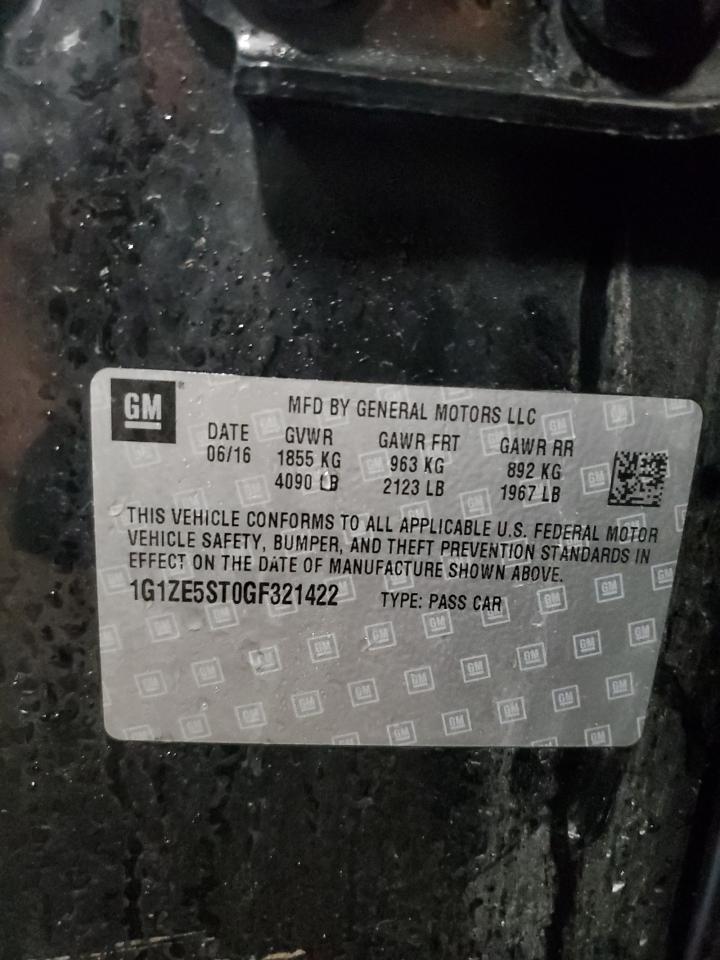 GM
MFD BY GENERAL MOTORS LLC
DATE GVWR GAWR FRT GAWR RR
06/16 1855 KG 963 KG 892 KG
4090 LB 2123 LB 1967 LB
THIS VEHICLE CONFORMS TO ALL APPLICABLE U.S. FEDERAL MOTOR
VEHICLE SAFETY, BUMPER, AND THEFT PREVENTION STANDARDS IN
EFFECT ON THE DATE OF MANUFACTURE SHOWN ABOVE.
1G1ZE5ST0GF321422 TYPE: PASS CAR